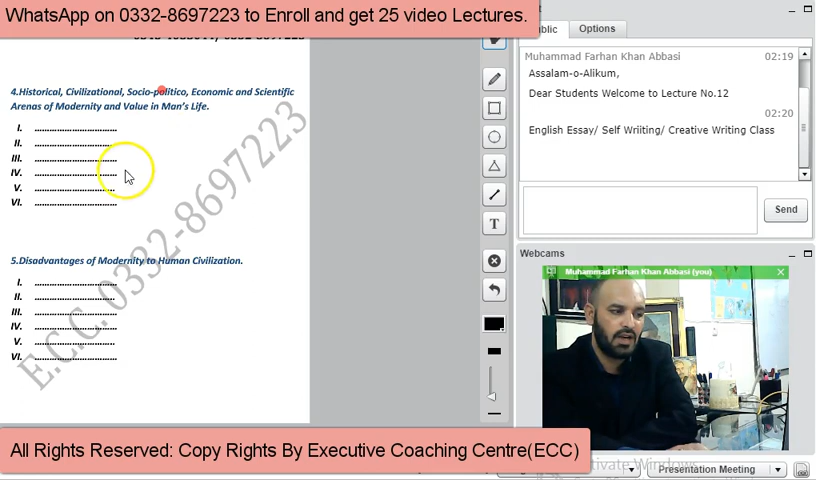 WhatsApp on 0332-8697223 to Enroll and get 25 video Lectures.
4.Historical, Civilizational, Socio-politico, Economic and Scientific
Arenas of Modernity and Value in Man's Life.
I. ................................
II. ................................
III. ................................
IV. ................................
V. ................................
VI. ................................
5.Disadvantages of Modernity to Human Civilization.
I. ................................
II. ................................
III. ................................
IV. ................................
V. ................................
VI. ................................
E.C.C. 0332-8697223
Options
Muhammad Farhan Khan Abbasi 02:19
Assalam-o-Alikum,
Dear Students Welcome to Lecture No.12
02:20
English Essay/ Self Wriiting/ Creative Writing Class
Send
T
Webcams
Muhammad Farhan Khan Abbasi (you)
All Rights Reserved: Copy Rights By Executive Coaching Centre(ECC)
Windows
Presentation Meeting